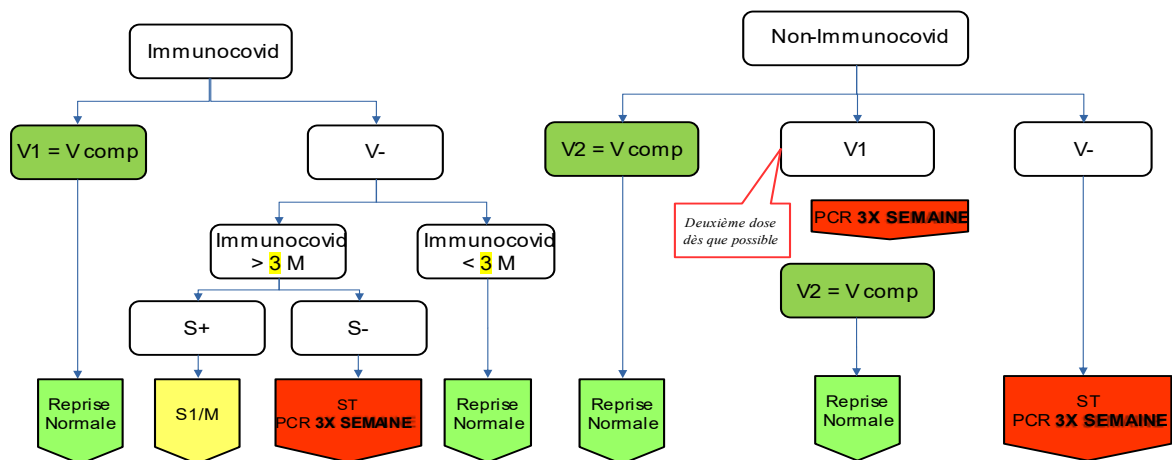 Immunocovid
Non-Immunocovid
V1 = V comp
V-
V2 = V comp
V1
V-
Deuxième dose
dès que possible
PCR 3X SEMAINE
Immunocovid
> 3 M
Immunocovid
< 3 M
V2 = V comp
S+
S-
Reprise
Normale
S1/M
ST
PCR 3X SEMAINE
Reprise
Normale
Reprise
Normale
Reprise
Normale
ST
PCR 3X SEMAINE